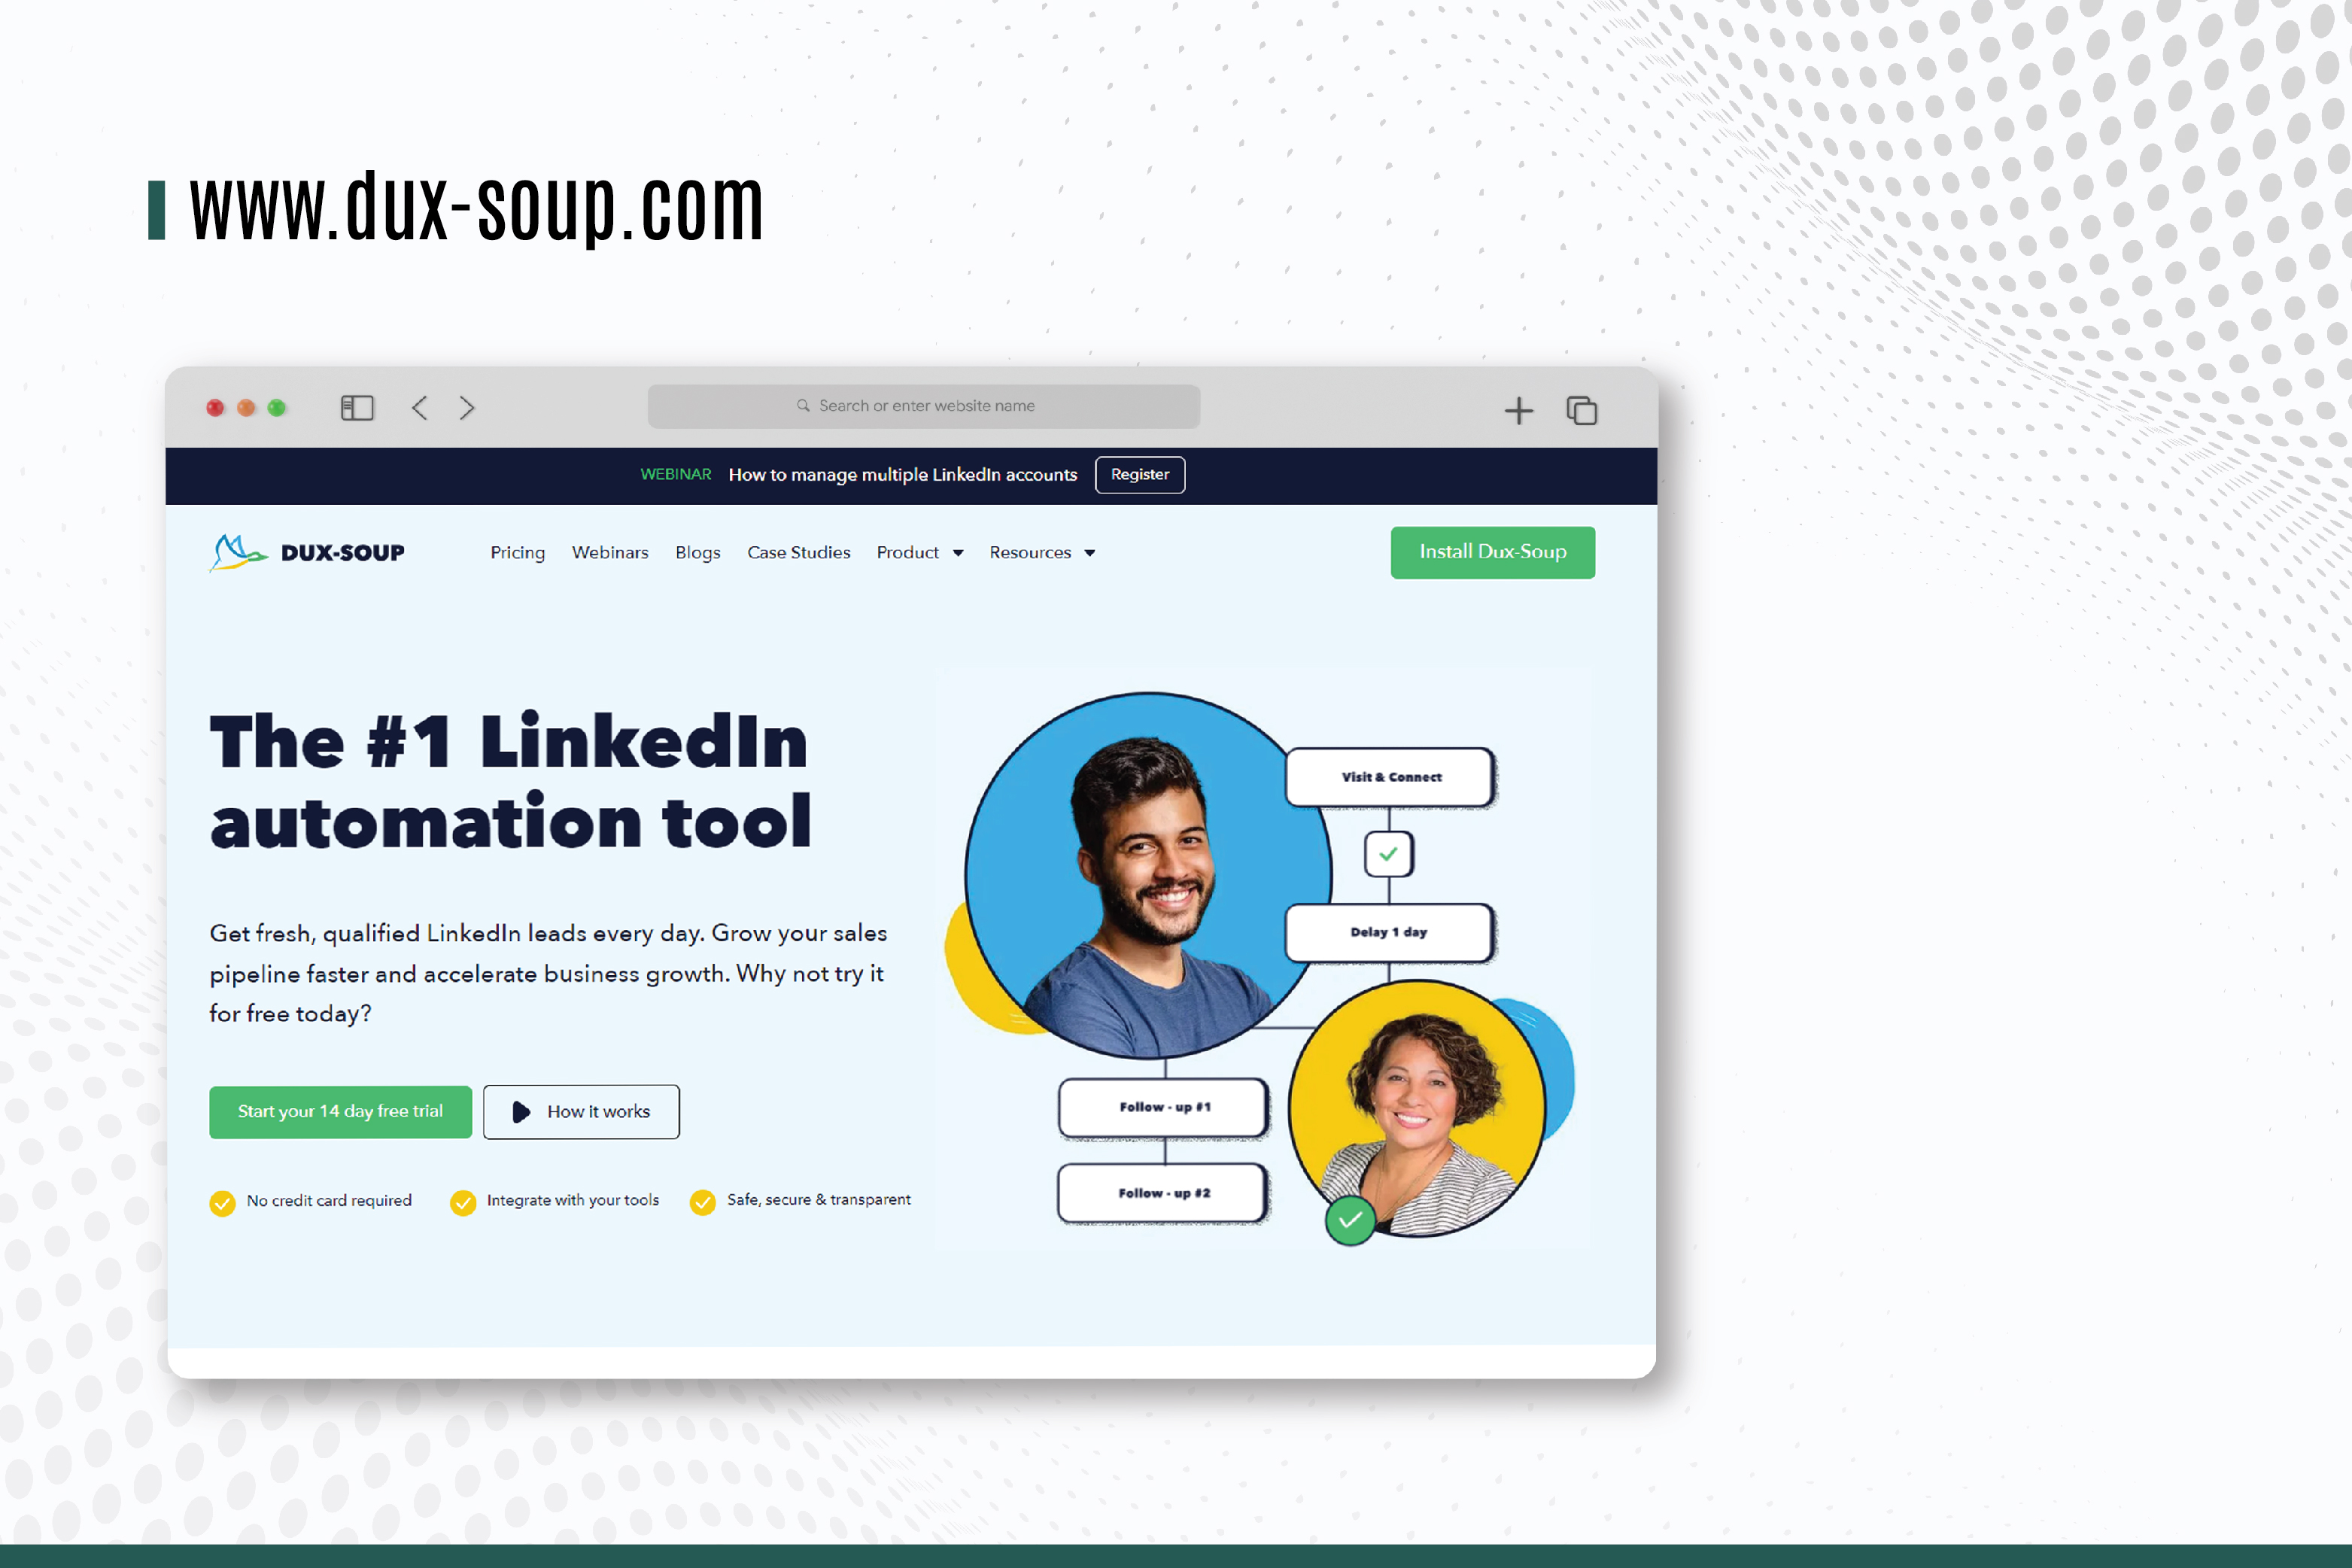 www.dux-soup.com
Search or enter website name
WEBINAR How to manage multiple LinkedIn accounts Register
DUX-SOUP Pricing Webinars Blogs Case Studies Product Resources Install Dux-Soup
The #1 LinkedIn
automation tool
Get fresh, qualified LinkedIn leads every day. Grow your sales
pipeline faster and accelerate business growth. Why not try it
for free today?
Start your 14 day free trial How it works
No credit card required Integrate with your tools Safe, secure & transparent
Visit & Connect
Delay 1 day
Follow - up #1
Follow - up #2